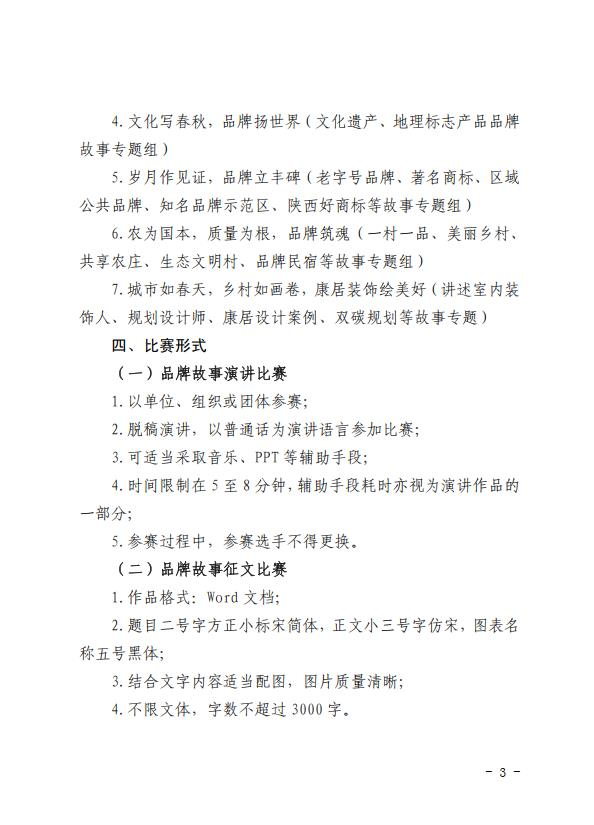 4.文化写春秋，品牌扬世界（文化遗产、地理标志产品品牌
故事专题组）
5.岁月作见证，品牌立丰碑（老字号品牌、著名商标、区域
公共品牌、知名品牌示范区、陕西好商标等故事专题组）
6.农为国本，质量为根，品牌筑魂（一村一品、美丽乡村、
共享农庄、生态文明村、品牌民宿等故事专题组）
7.城市如春天，乡村如画卷，康居装饰绘美好（讲述室内装
饰人、规划设计师、康居设计案例、双碳规划等故事专题）
四、比赛形式
（一）品牌故事演讲比赛
1.以单位、组织或团体参赛；
2.脱稿演讲，以普通话为演讲语言参加比赛；
3.可适当采取音乐、PPT等辅助手段；
4.时间限制在5至8分钟，辅助手段耗时亦视为演讲作品的
一部分；
5.参赛过程中，参赛选手不得更换。
（二）品牌故事征文比赛
1.作品格式：Word文档；
2.题目二号字方正小标宋简体，正文小三号字仿宋，图表名
称五号黑体；
3.结合文字内容适当配图，图片质量清晰；
4.不限文体，字数不超过3000字。
- 3 -